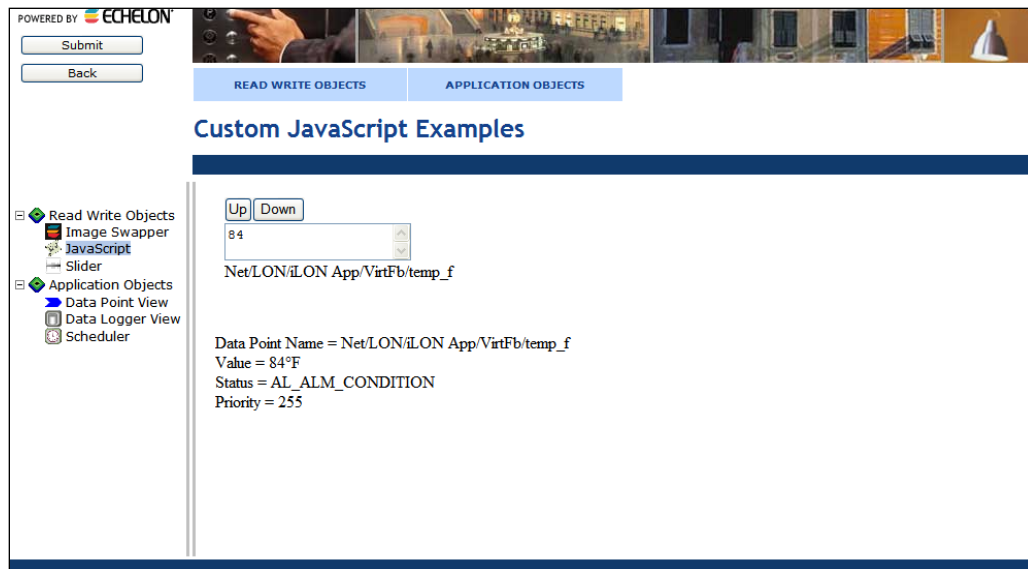 POWERED BY ECHELON
Submit
Back
READ WRITE OBJECTS
APPLICATION OBJECTS
Custom JavaScript Examples
Read Write Objects
Image Swapper
JavaScript
Slider
Application Objects
Data Point View
Data Logger View
Scheduler
Up Down
84
Net/LON/iLON App/VirtFb/temp_f
Data Point Name = Net/LON/iLON App/VirtFb/temp_f
Value = 84°F
Status = AL_ALM_CONDITION
Priority = 255